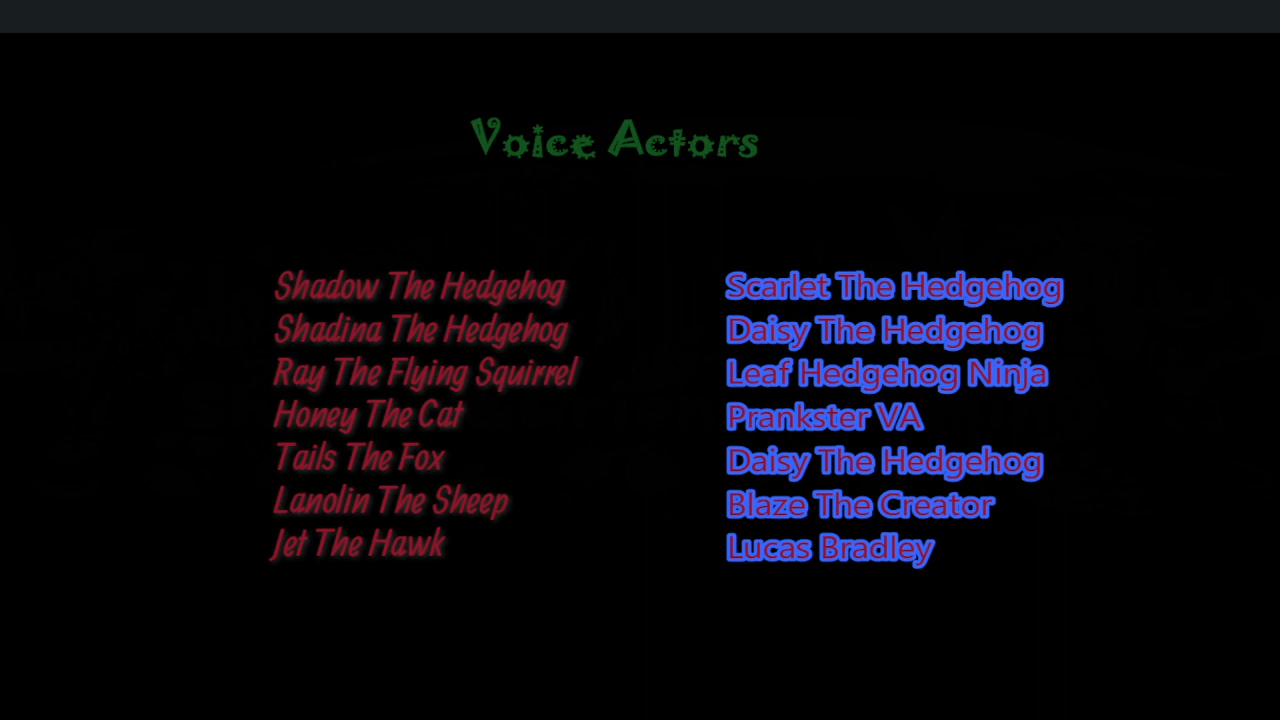 Voice Actors
Shadow The Hedgehog Scarlet The Hedgehog
Shadina The Hedgehog Daisy The Hedgehog
Ray The Flying Squirrel Leaf Hedgehog Ninja
Honey The Cat Prankster VA
Tails The Fox Daisy The Hedgehog
Lanolin The Sheep Blaze The Creator
Jet The Hawk Lucas Bradley